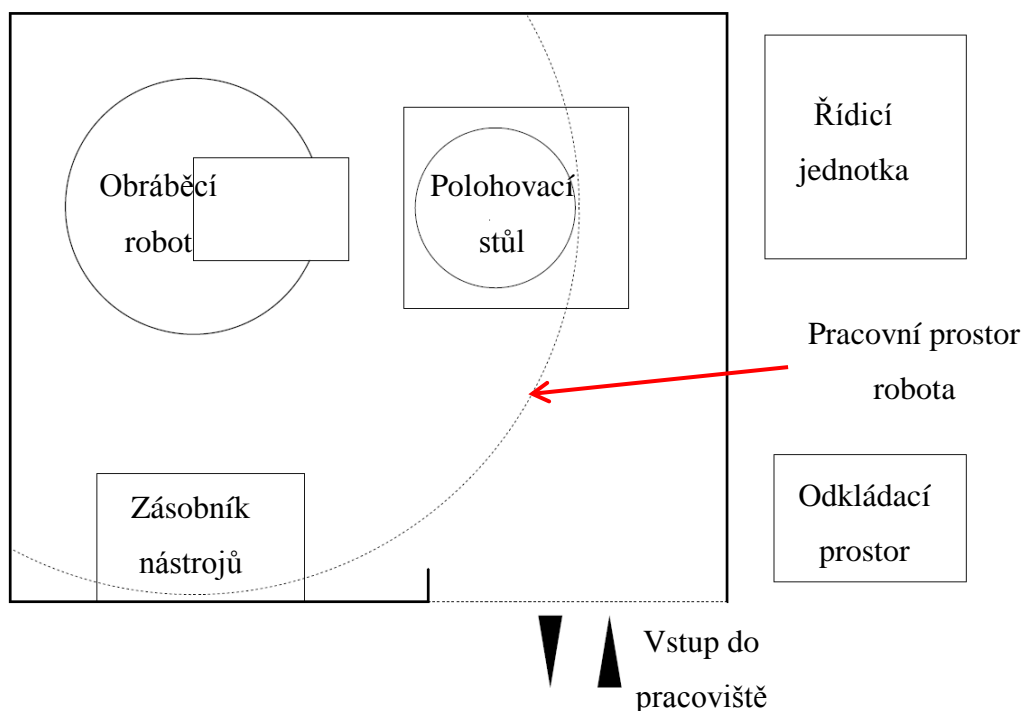 Obráběcí
robot
Polohovací
stůl
Řídicí
jednotka
Pracovní prostor
robota
Zásobník
nástrojů
Odkládací
prostor
Vstup do
pracoviště